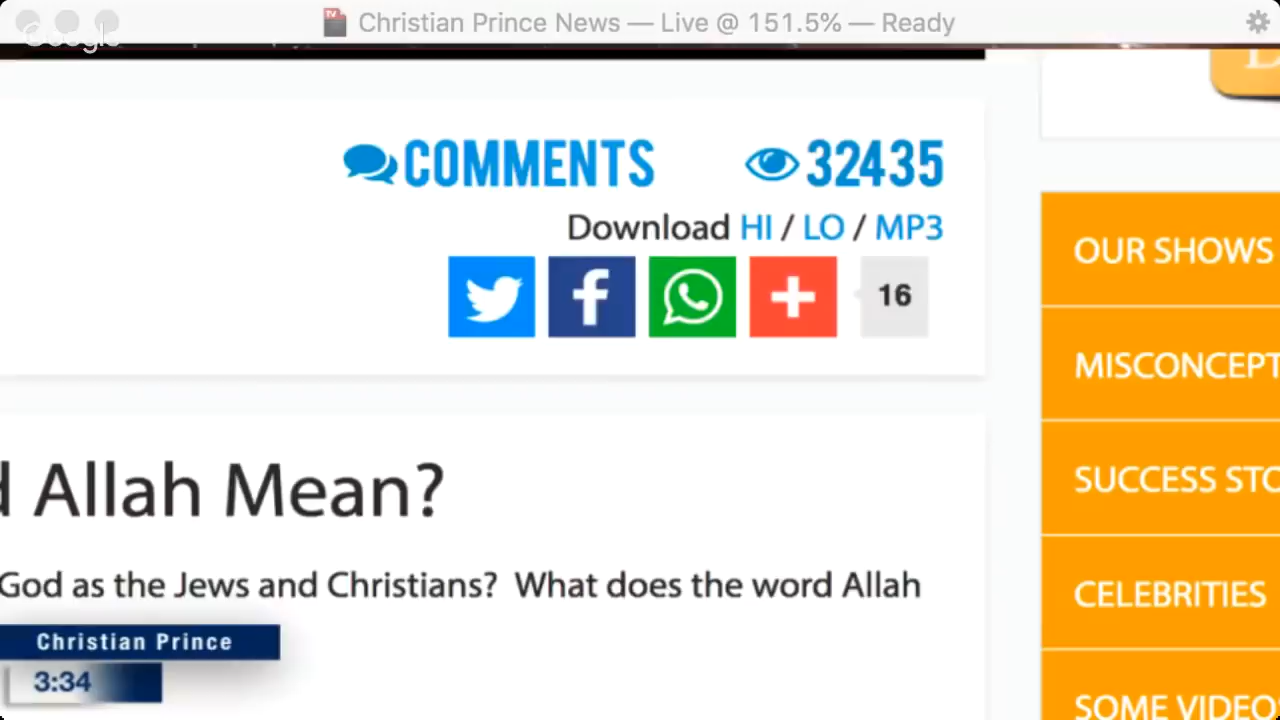 Christian Prince News — Live @ 151.5% — Ready
Google
COMMENTS 32435
Download HI / LO / MP3
16
OUR SHOWS
MISCONCEPT
Allah Mean?
SUCCESS STO
God as the Jews and Christians? What does the word Allah
CELEBRITIES
Christian Prince
3:34
SOME VIDEO